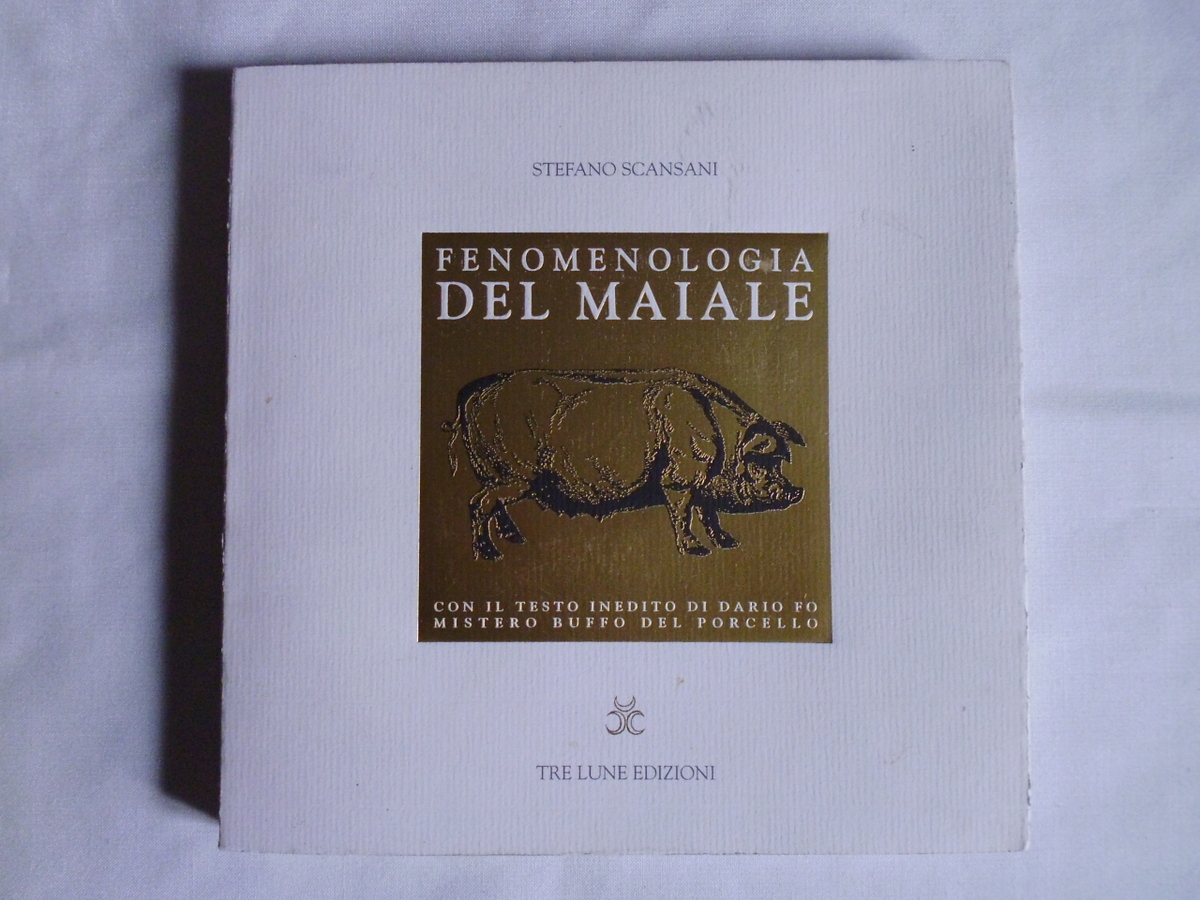 STEFANO SCANSANI
FENOMENOLOGIA
DEL MAIALE
CON IL TESTO INEDITO DI DARIO FO
MISTERO BUFFO DEL PORCELLO
TRE LUNE EDIZIONI